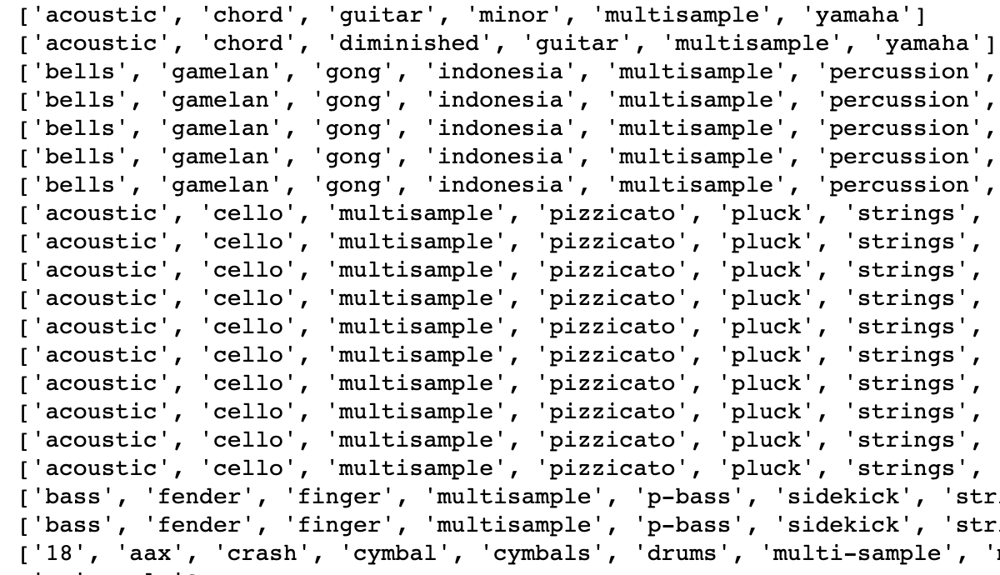 ['acoustic', 'chord', 'guitar', 'minor', 'multisample', 'yamaha']
['acoustic', 'chord', 'diminished', 'guitar', 'multisample', 'yamaha']
['bells', 'gamelan', 'gong', 'indonesia', 'multisample', 'percussion',
['bells', 'gamelan', 'gong', 'indonesia', 'multisample', 'percussion',
['bells', 'gamelan', 'gong', 'indonesia', 'multisample', 'percussion',
['bells', 'gamelan', 'gong', 'indonesia', 'multisample', 'percussion',
['bells', 'gamelan', 'gong', 'indonesia', 'multisample', 'percussion',
['acoustic', 'cello', 'multisample', 'pizzicato', 'pluck', 'strings',
['acoustic', 'cello', 'multisample', 'pizzicato', 'pluck', 'strings',
['acoustic', 'cello', 'multisample', 'pizzicato', 'pluck', 'strings',
['acoustic', 'cello', 'multisample', 'pizzicato', 'pluck', 'strings',
['acoustic', 'cello', 'multisample', 'pizzicato', 'pluck', 'strings',
['acoustic', 'cello', 'multisample', 'pizzicato', 'pluck', 'strings',
['acoustic', 'cello', 'multisample', 'pizzicato', 'pluck', 'strings',
['acoustic', 'cello', 'multisample', 'pizzicato', 'pluck', 'strings',
['acoustic', 'cello', 'multisample', 'pizzicato', 'pluck', 'strings',
['acoustic', 'cello', 'multisample', 'pizzicato', 'pluck', 'strings',
['bass', 'fender', 'finger', 'multisample', 'p-bass', 'sidekick', 'stri
['bass', 'fender', 'finger', 'multisample', 'p-bass', 'sidekick', 'stri
['18', 'aax', 'crash', 'cymbal', 'cymbals', 'drums', 'multi-sample',